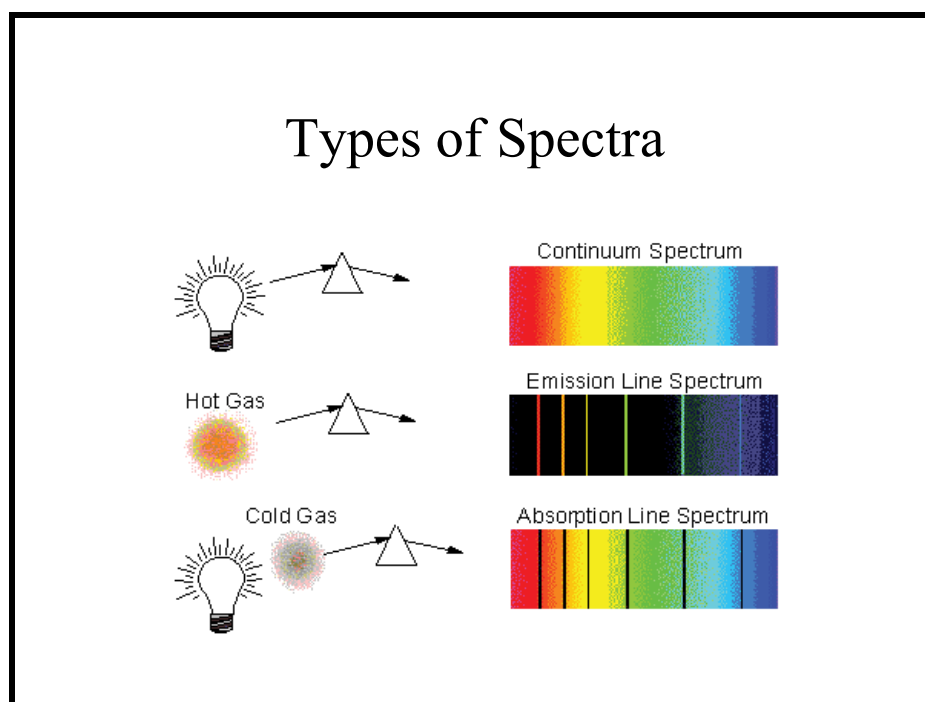 Types of Spectra
Continuum Spectrum
Hot Gas
Emission Line Spectrum
Cold Gas
Absorption Line Spectrum